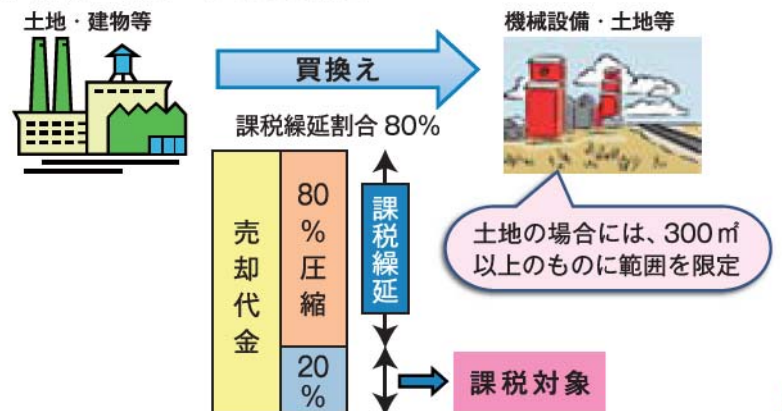 土地・建物等
機械設備・土地等
買換え
課税繰延割合 80%
売却代金
80%圧縮
課税繰延
土地の場合には、300㎡
以上のものに範囲を限定
20%
課税対象